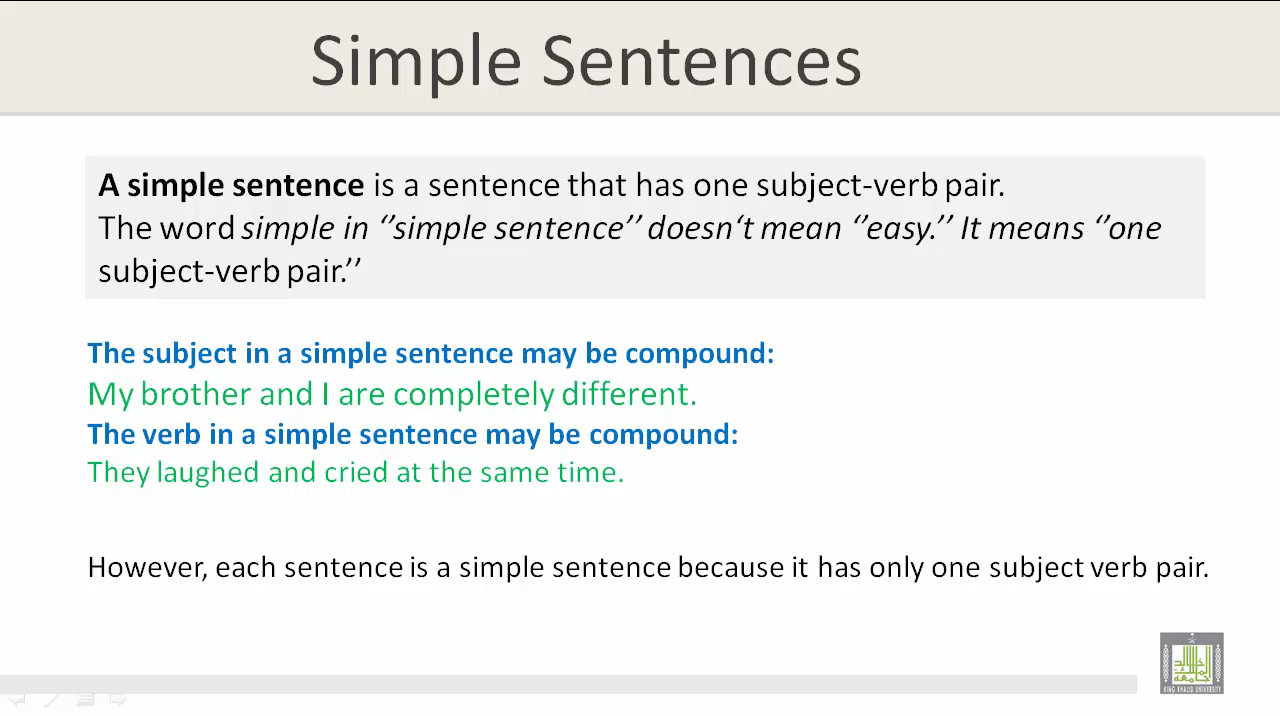 Simple Sentences
A simple sentence is a sentence that has one subject-verb pair.
The word simple in ‘’simple sentence’’ doesn‘t mean ‘’easy.’’ It means ‘’one
subject-verb pair.’’
The subject in a simple sentence may be compound:
My brother and I are completely different.
The verb in a simple sentence may be compound:
They laughed and cried at the same time.
However, each sentence is a simple sentence because it has only one subject verb pair.
KING KHALID UNIVERSITY